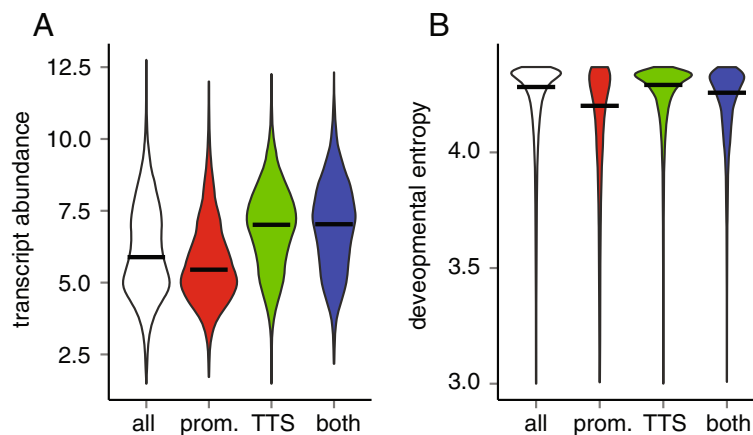 A
transcript abundance
12.5
10.0
7.5
5.0
2.5
all prom. TTS both
B
deveopmental entropy
4.0
3.5
3.0
all prom. TTS both